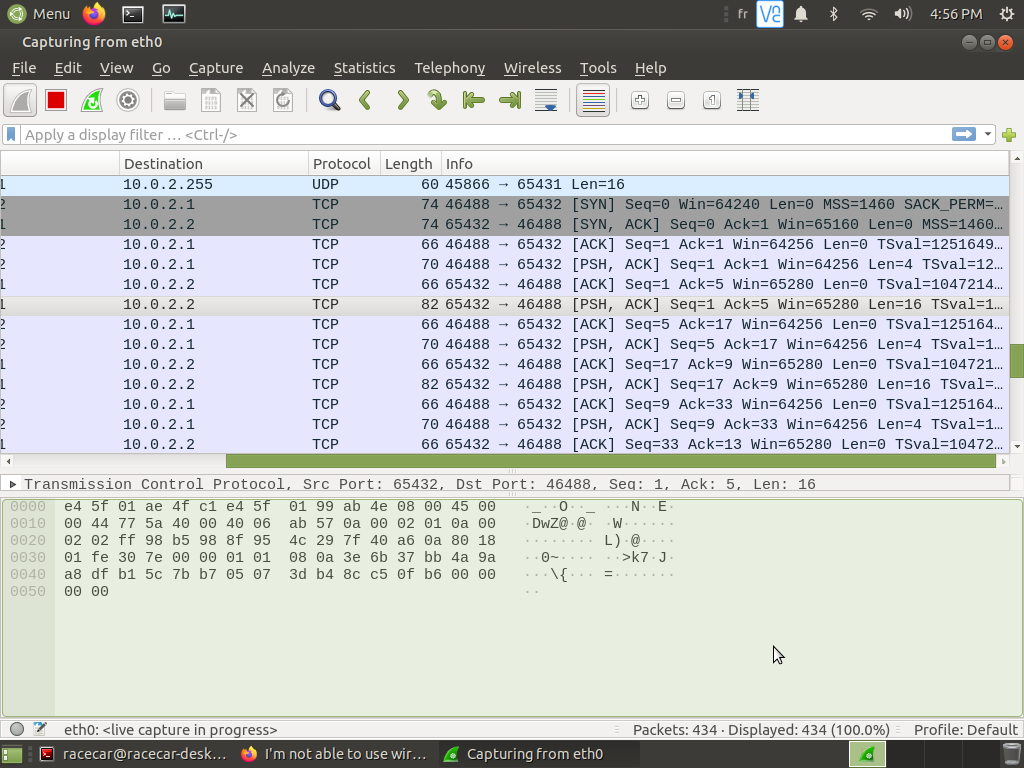 Menu fr 4:56 PM
Capturing from eth0
File Edit View Go Capture Analyze Statistics Telephony Wireless Tools Help
Apply a display filter … <Ctrl-/>
Destination Protocol Length Info
1 10.0.2.255 UDP 60 45866 → 65431 Len=16
2 10.0.2.1 TCP 74 46488 → 65432 [SYN] Seq=0 Win=64240 Len=0 MSS=1460 SACK_PERM=…
1 10.0.2.2 TCP 74 65432 → 46488 [SYN, ACK] Seq=0 Ack=1 Win=65160 Len=0 MSS=1460…
2 10.0.2.1 TCP 66 46488 → 65432 [ACK] Seq=1 Ack=1 Win=64256 Len=0 TSval=1251649…
2 10.0.2.1 TCP 70 46488 → 65432 [PSH, ACK] Seq=1 Ack=1 Win=64256 Len=4 TSval=12…
1 10.0.2.2 TCP 66 65432 → 46488 [ACK] Seq=1 Ack=5 Win=65280 Len=0 TSval=1047214…
1 10.0.2.2 TCP 82 65432 → 46488 [PSH, ACK] Seq=1 Ack=5 Win=65280 Len=16 TSval=1…
2 10.0.2.1 TCP 66 46488 → 65432 [ACK] Seq=5 Ack=17 Win=64256 Len=0 TSval=125164…
2 10.0.2.1 TCP 70 46488 → 65432 [PSH, ACK] Seq=5 Ack=17 Win=64256 Len=4 TSval=1…
1 10.0.2.2 TCP 66 65432 → 46488 [ACK] Seq=17 Ack=9 Win=65280 Len=0 TSval=104721…
1 10.0.2.2 TCP 82 65432 → 46488 [PSH, ACK] Seq=17 Ack=9 Win=65280 Len=16 TSval=…
2 10.0.2.1 TCP 66 46488 → 65432 [ACK] Seq=9 Ack=33 Win=64256 Len=0 TSval=125164…
2 10.0.2.1 TCP 70 46488 → 65432 [PSH, ACK] Seq=9 Ack=33 Win=64256 Len=4 TSval=1…
1 10.0.2.2 TCP 66 65432 → 46488 [ACK] Seq=33 Ack=13 Win=65280 Len=0 TSval=10472…
Transmission Control Protocol, Src Port: 65432, Dst Port: 46488, Seq: 1, Ack: 5, Len: 16
0000 e4 5f 01 ae 4f c1 e4 5f 01 99 ab 4e 08 00 45 00 ·_··O··_ ···N··E·
0010 00 44 77 5a 40 00 40 06 ab 57 0a 00 02 01 0a 00 ·DwZ@·@· ·W······
0020 02 02 ff 98 b5 98 8f 95 4c 29 7f 40 a6 0a 80 18 ········ L)·@····
0030 01 fe 30 7e 00 00 01 01 08 0a 3e 6b 37 bb 4a 9a ··0~···· ··>k7·J·
0040 a8 df b1 5c 7b b7 05 07 3d b4 8c c5 0f b6 00 00 ···\{··· =·······
0050 00 00 ··
eth0: <live capture in progress> Packets: 434 · Displayed: 434 (100.0%) Profile: Default
racecar@racecar-desk… I'm not able to use wir… Capturing from eth0